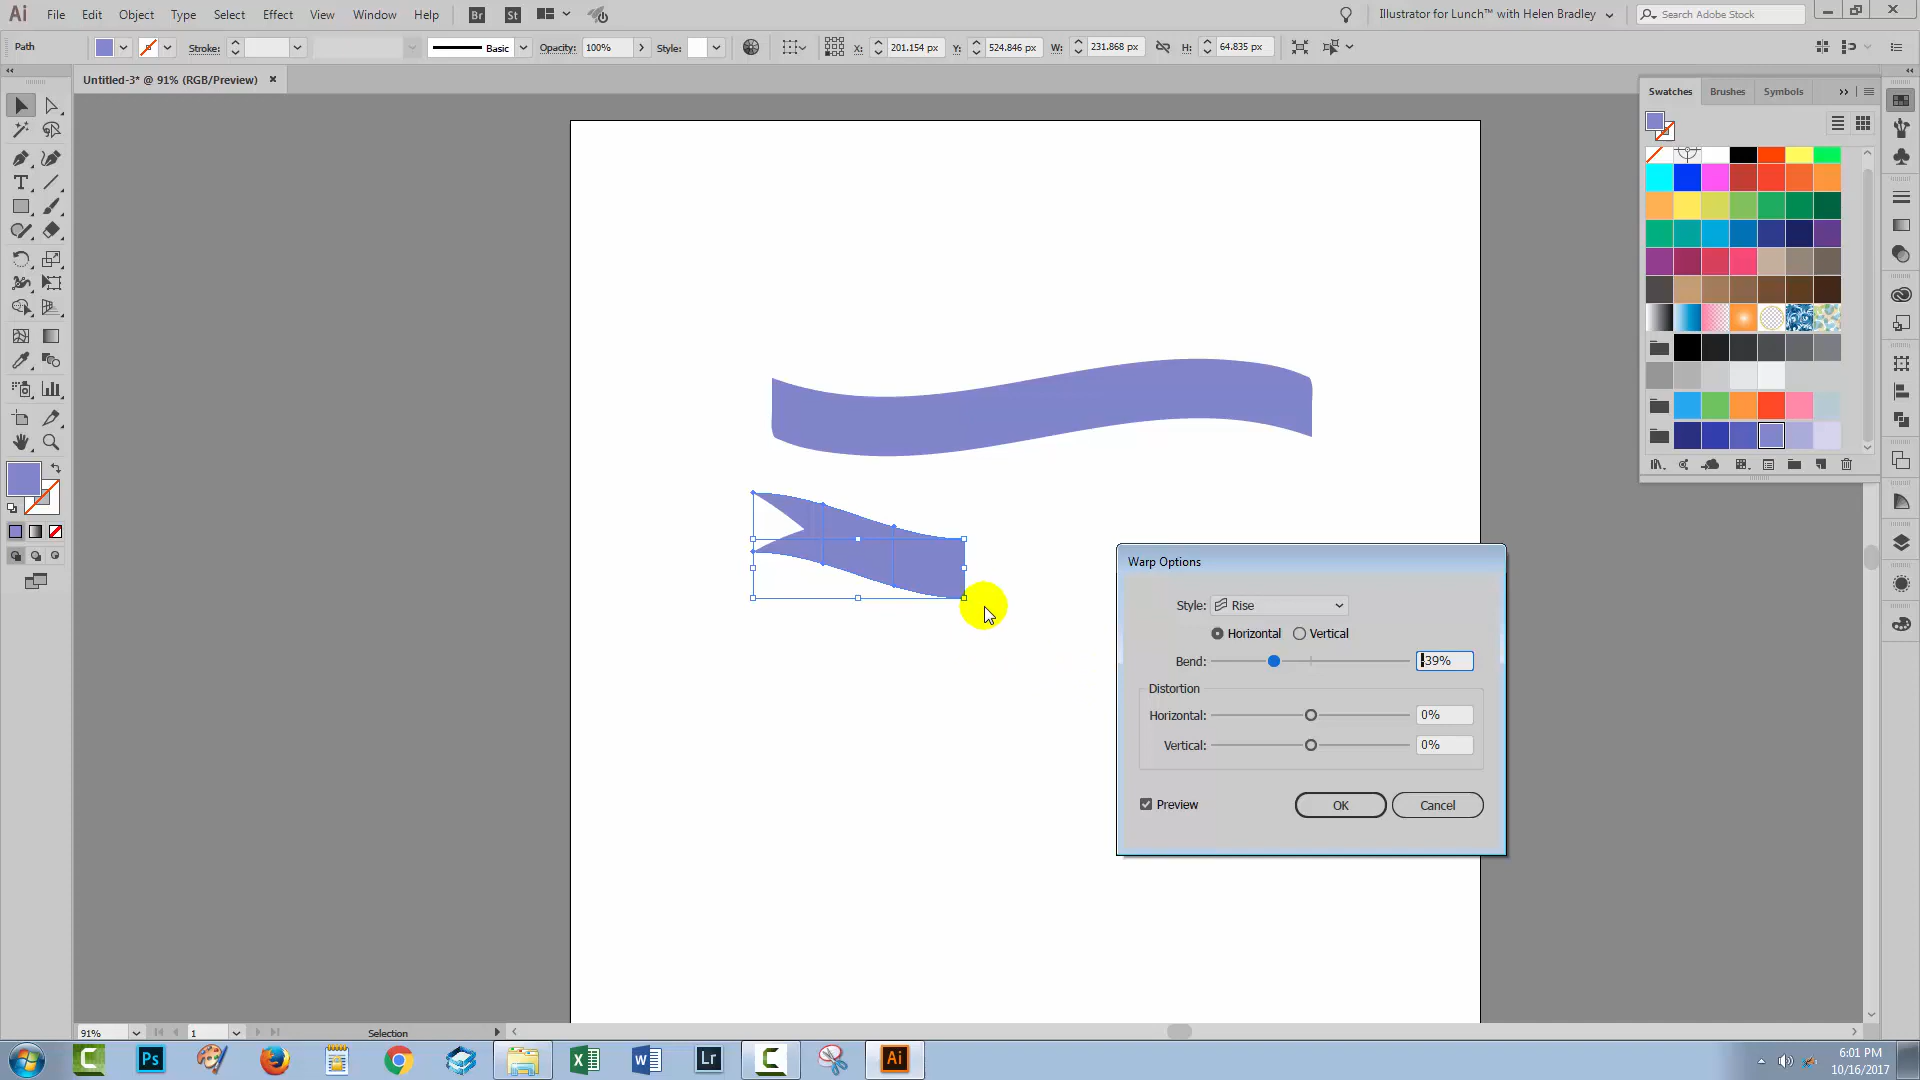 Ai File Edit Object Type Select Effect View Window Help Br St Illustrator for Lunch™ with Helen Bradley Search Adobe Stock
Path Stroke: Basic Opacity: 100% Style: X: 201.154 px Y: 524.846 px W: 231.868 px H: 64.835 px
Untitled-3* @ 91% (RGB/Preview)
Swatches Brushes Symbols
Warp Options
Style: Rise
Horizontal Vertical
Bend: -39%
Distortion
Horizontal: 0%
Vertical: 0%
Preview OK Cancel
91% 1 Selection
C Ps Lr C Ai
6:01 PM
10/16/2017